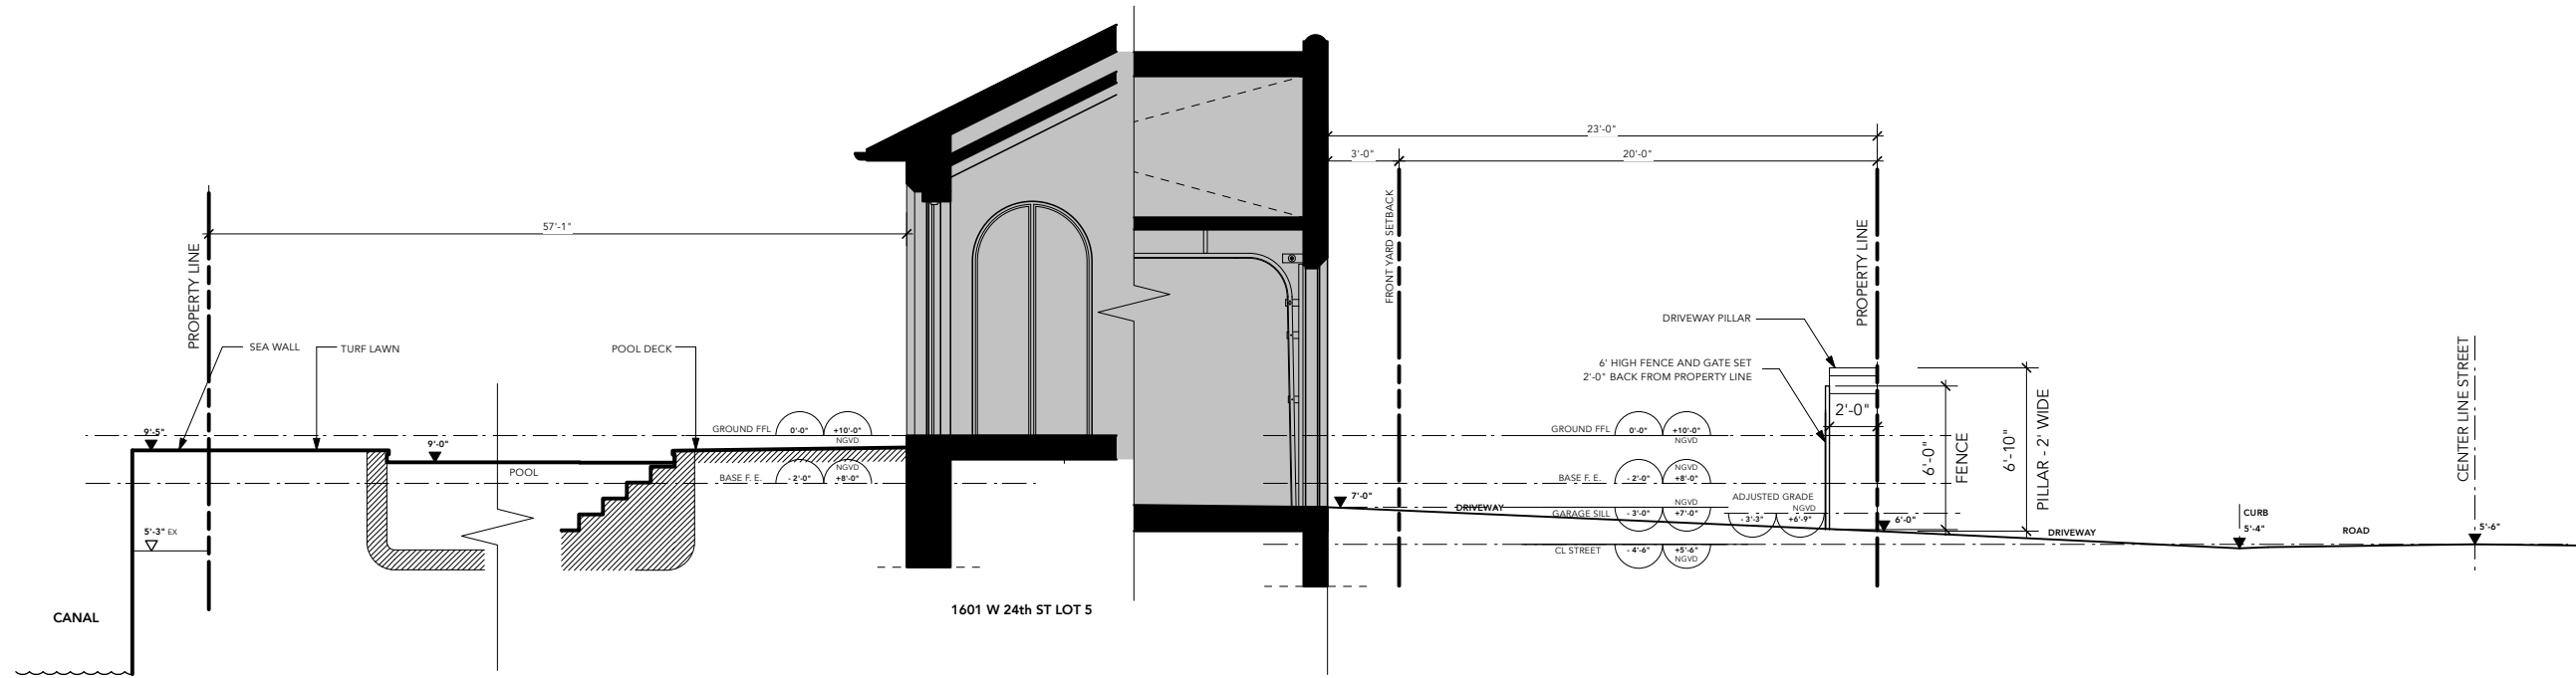 23'-0"
3'-0"
20'-0"
57'-1"
PROPERTY LINE
FRONT YARD SETBACK
PROPERTY LINE
DRIVEWAY PILLAR
SEA WALL
TURF LAWN
POOL DECK
6' HIGH FENCE AND GATE SET
2'-0" BACK FROM PROPERTY LINE
CENTER LINE STREET
2'-0"
6'-0"
FENCE
6'-10"
PILLAR - 2' WIDE
9'-5"
9'-0"
GROUND FFL 0'-0" +10'-0"
NGVD
GROUND FFL 0'-0" +10'-0"
NGVD
POOL
NGVD
BASE F. E. - 2'-0" +8'-0"
NGVD
BASE F. E. - 2'-0" +8'-0"
7'-0"
DRIVEWAY
NGVD
GARAGE SILL - 3'-0" +7'-0"
ADJUSTED GRADE
NGVD
- 3'-3" +6'-9"
6'-0"
CURB
5'-4"
5'-3" EX
DRIVEWAY
ROAD
5'-6"
CL STREET - 4'-6" +5'-6"
NGVD
CANAL
1601 W 24th ST LOT 5